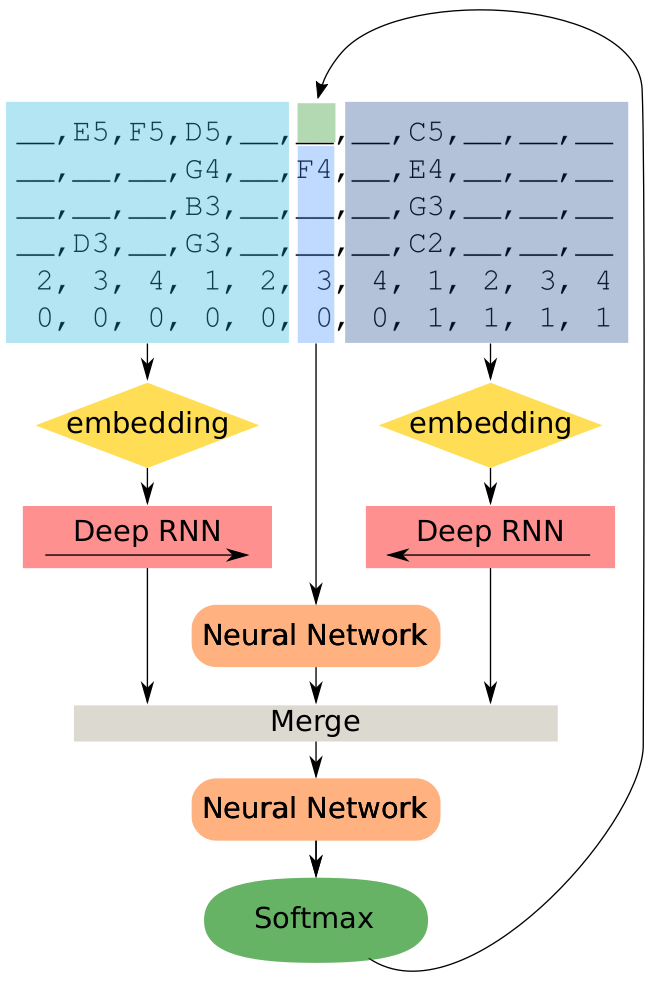 __,E5,F5,D5,__,__,__,C5,__,__,__
__,__,__,G4,__,F4,__,E4,__,__,__
__,__,__,B3,__,__,__,G3,__,__,__
__,D3,__,G3,__,__,__,C2,__,__,__
2, 3, 4, 1, 2, 3, 4, 1, 2, 3, 4
0, 0, 0, 0, 0, 0, 0, 1, 1, 1, 1
embedding embedding
Deep RNN Deep RNN
Neural Network
Merge
Neural Network
Softmax